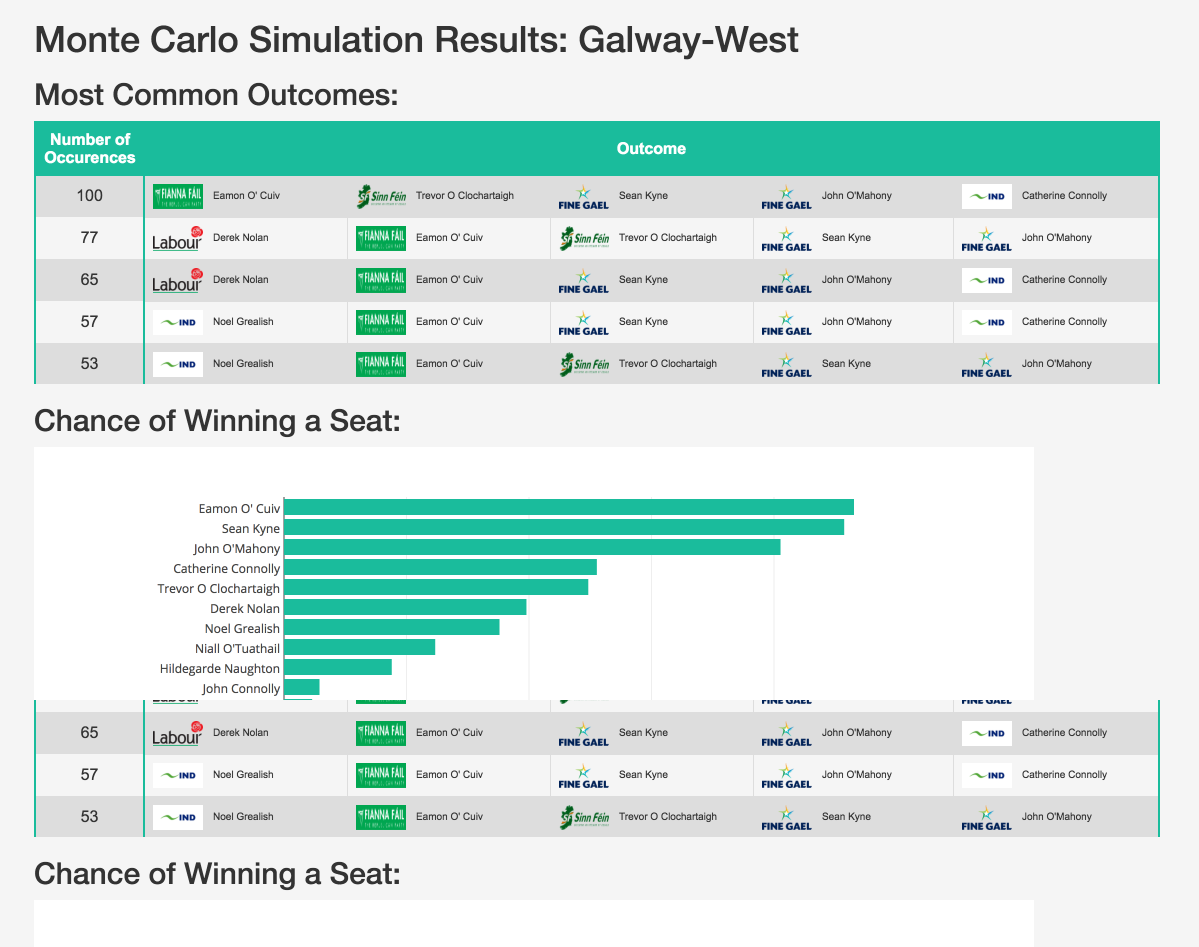 Monte Carlo Simulation Results: Galway-West
Most Common Outcomes:
Number of Occurences Outcome
100 FIANNA FÁIL Eamon O' Cuiv Sinn Féin Trevor O Clochartaigh FINE GAEL Sean Kyne FINE GAEL John O'Mahony IND Catherine Connolly
77 Labour Derek Nolan FIANNA FÁIL Eamon O' Cuiv Sinn Féin Trevor O Clochartaigh FINE GAEL Sean Kyne FINE GAEL John O'Mahony
65 Labour Derek Nolan FIANNA FÁIL Eamon O' Cuiv FINE GAEL Sean Kyne FINE GAEL John O'Mahony IND Catherine Connolly
57 IND Noel Grealish FIANNA FÁIL Eamon O' Cuiv FINE GAEL Sean Kyne FINE GAEL John O'Mahony IND Catherine Connolly
53 IND Noel Grealish FIANNA FÁIL Eamon O' Cuiv Sinn Féin Trevor O Clochartaigh FINE GAEL Sean Kyne FINE GAEL John O'Mahony
Chance of Winning a Seat:
Eamon O' Cuiv
Sean Kyne
John O'Mahony
Catherine Connolly
Trevor O Clochartaigh
Derek Nolan
Noel Grealish
Niall O'Tuathail
Hildegarde Naughton
John Connolly
65 Labour Derek Nolan FIANNA FÁIL Eamon O' Cuiv FINE GAEL Sean Kyne FINE GAEL John O'Mahony IND Catherine Connolly
57 IND Noel Grealish FIANNA FÁIL Eamon O' Cuiv FINE GAEL Sean Kyne FINE GAEL John O'Mahony IND Catherine Connolly
53 IND Noel Grealish FIANNA FÁIL Eamon O' Cuiv Sinn Féin Trevor O Clochartaigh FINE GAEL Sean Kyne FINE GAEL John O'Mahony
Chance of Winning a Seat: